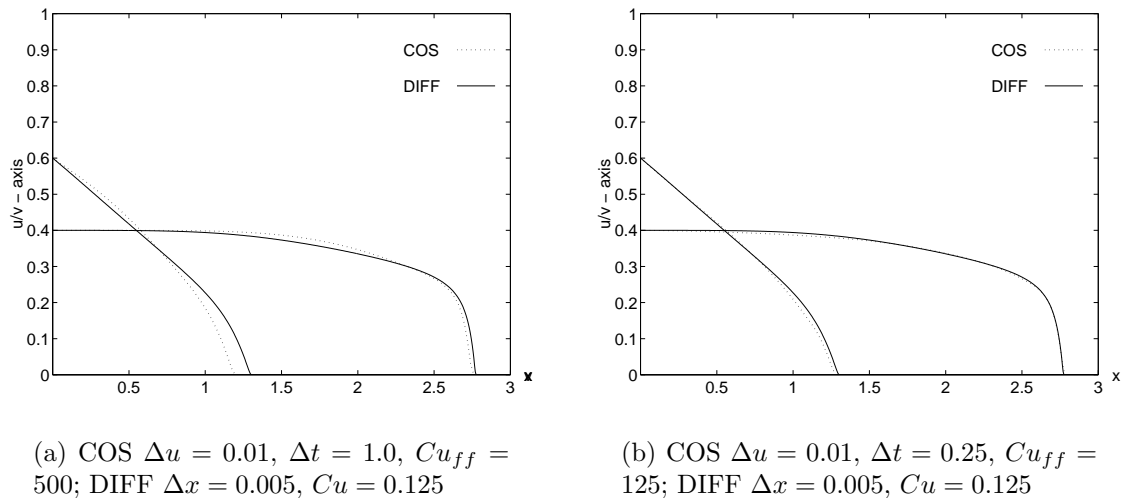 1
0.9
0.8
0.7
0.6
0.5
0.4
0.3
0.2
0.1
0
u/v – axis
COS
DIFF
0.5
1
1.5
2
2.5
3
x
1
0.9
0.8
0.7
0.6
0.5
0.4
0.3
0.2
0.1
0
u/v – axis
COS
DIFF
0.5
1
1.5
2
2.5
3
x
(a) COS Δu = 0.01, Δt = 1.0, Cu_ff =
500; DIFF Δx = 0.005, Cu = 0.125
(b) COS Δu = 0.01, Δt = 0.25, Cu_ff =
125; DIFF Δx = 0.005, Cu = 0.125